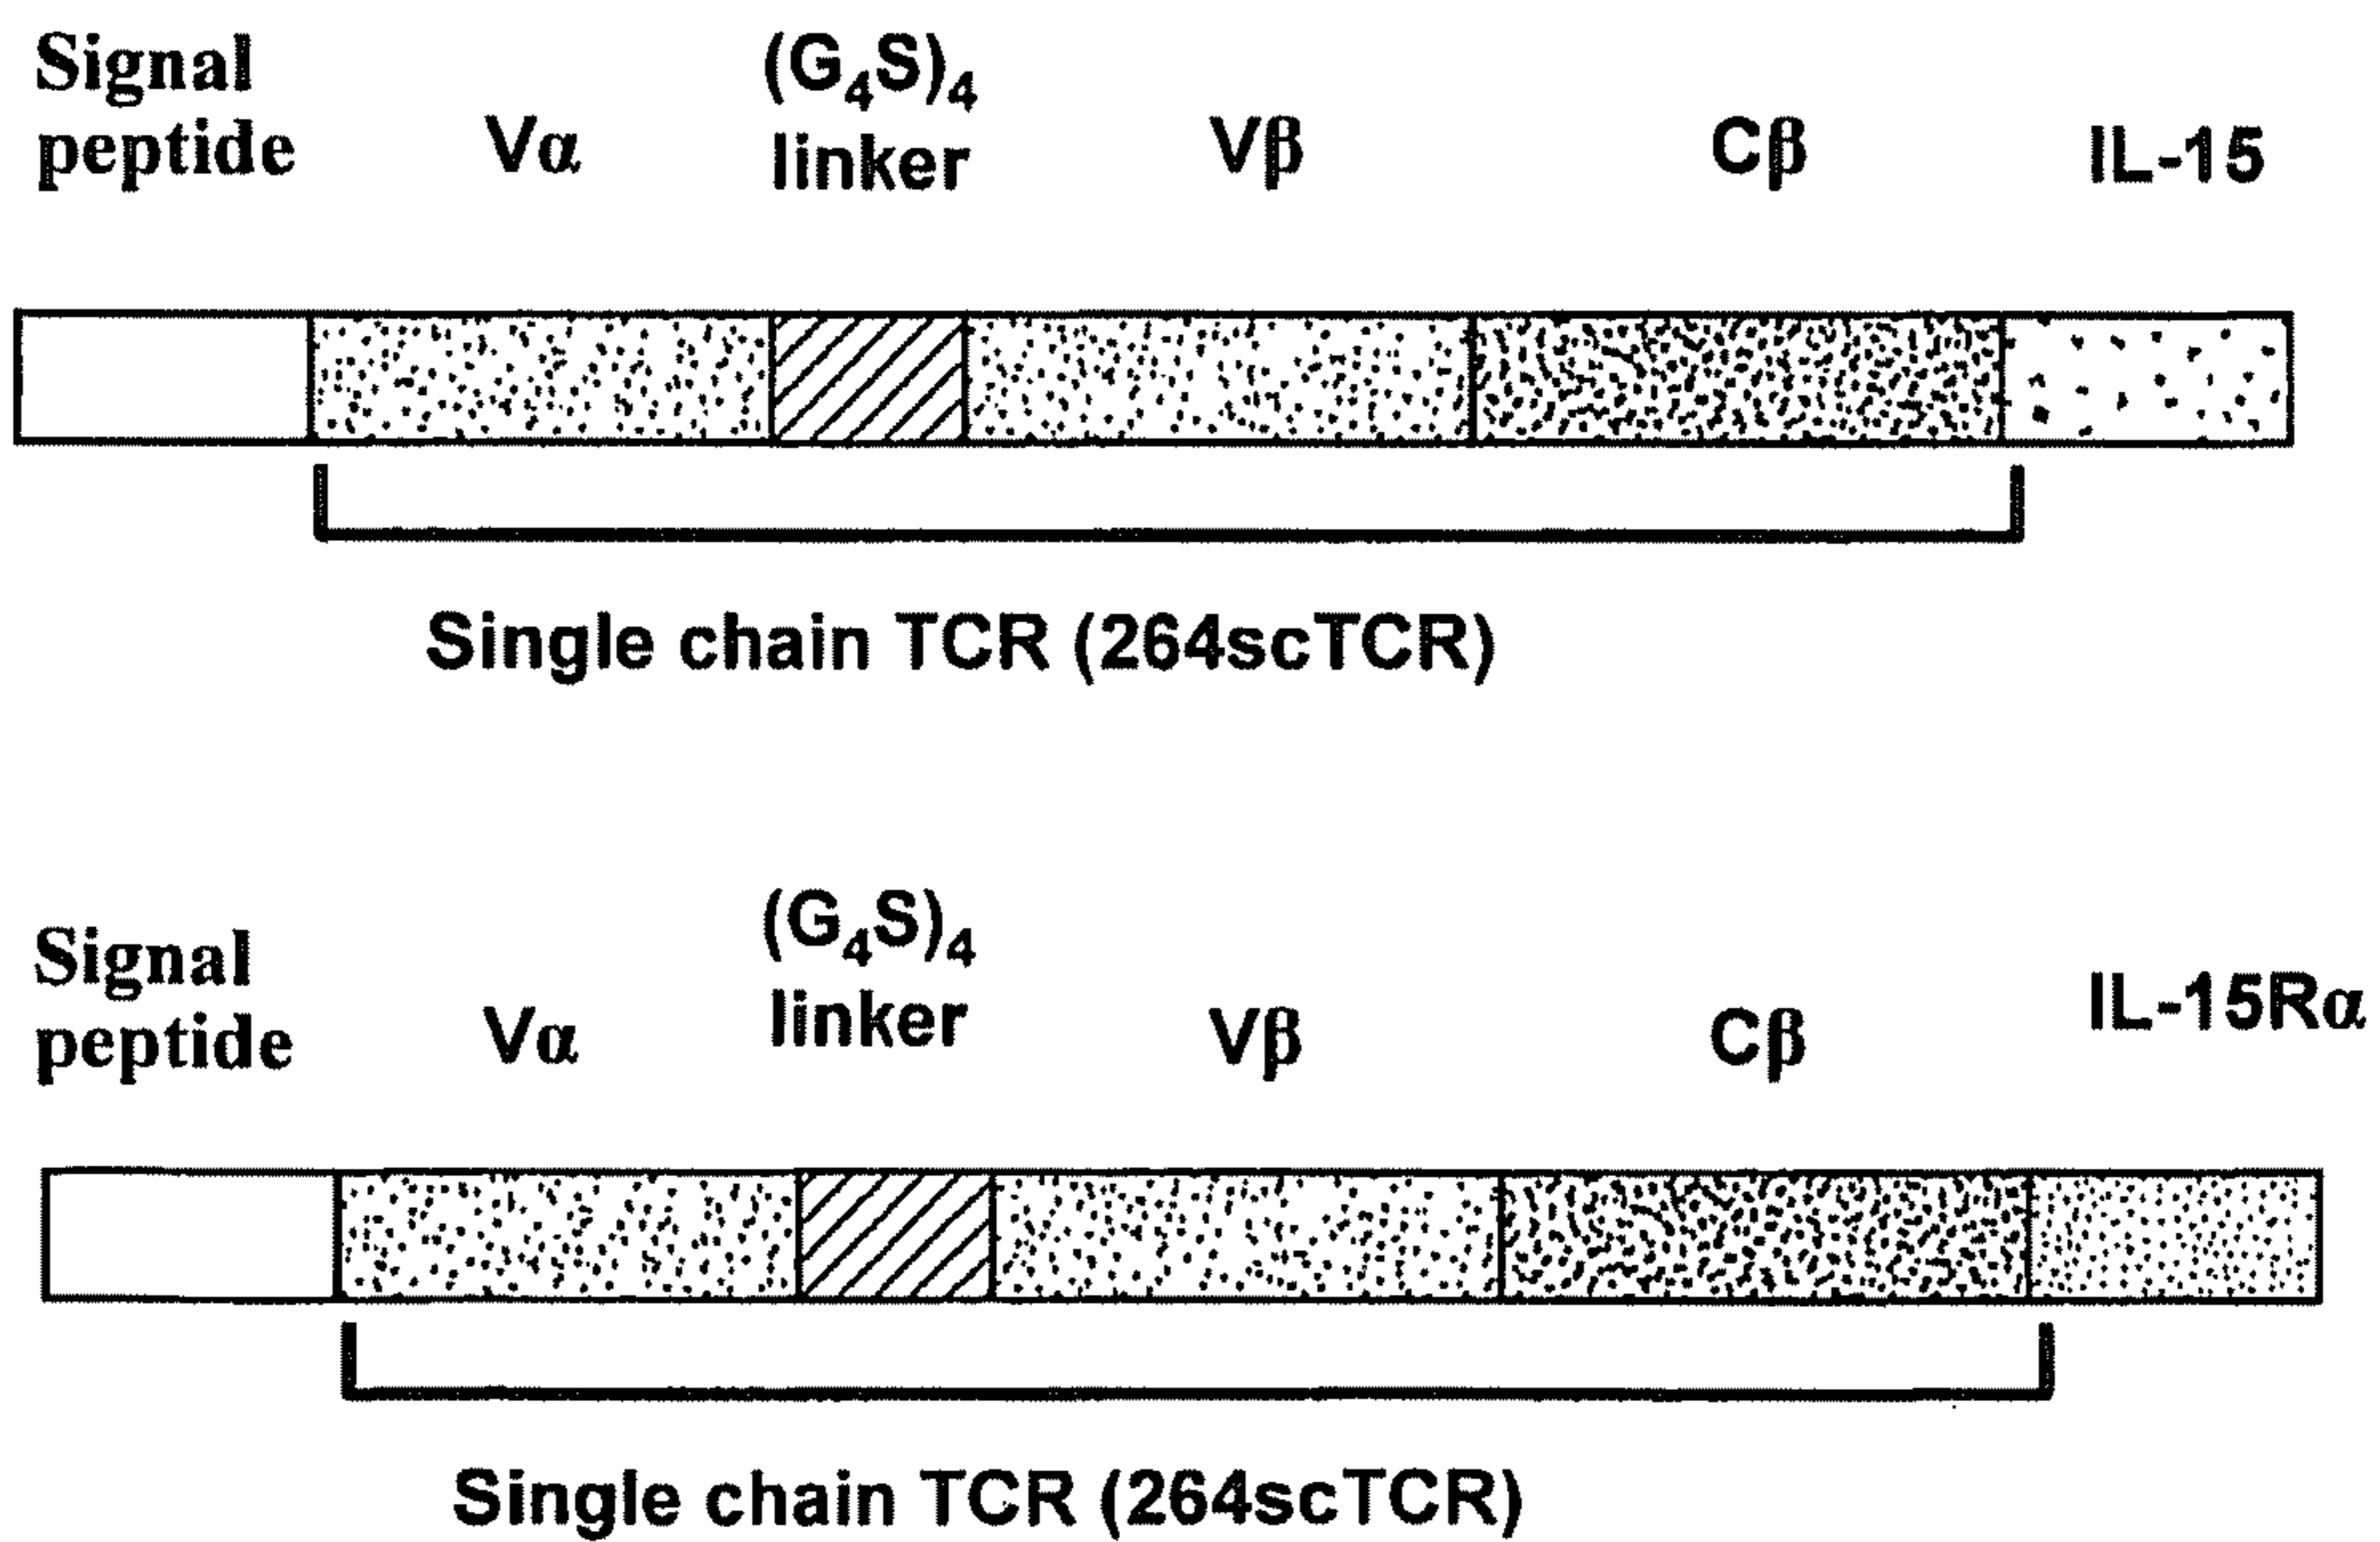 Signal
peptide
Vα
(G₄S)₄
linker
Vβ
Cβ
IL-15
Single chain TCR (264scTCR)
Signal
peptide
Vα
(G₄S)₄
linker
Vβ
Cβ
IL-15Rα
Single chain TCR (264scTCR)